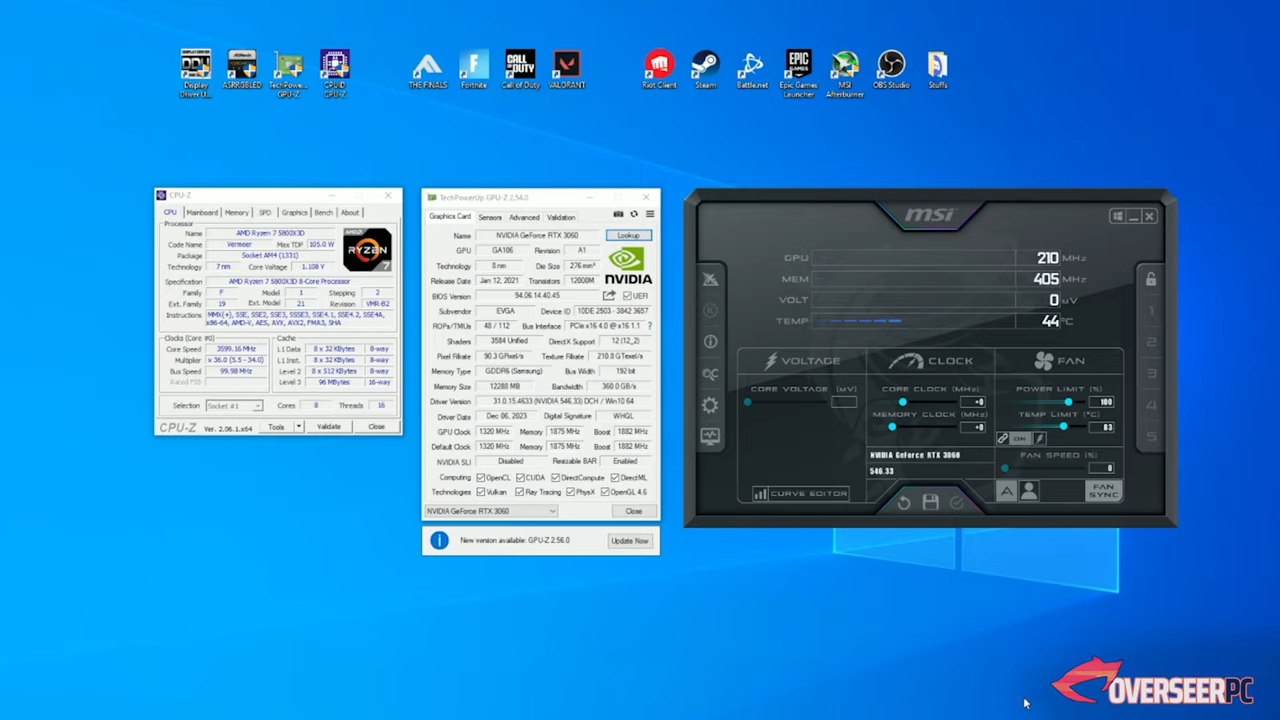 Display Driver U...
ASRRGBLED
TechPowe... GPU-Z
CPUID CPU-Z
THE FINALS
Fortnite
Call of Duty
VALORANT
Riot Client
Steam
Battle.net
Epic Games Launcher
MSI Afterburner
OBS Studio
Stuffs
CPU-Z
CPU Mainboard Memory SPD Graphics Bench About
Processor
Name AMD Ryzen 7 5800X3D
Code Name Vermeer Max TDP 105.0 W
Package Socket AM4 (1331)
Technology 7 nm Core Voltage 1.108 V
Specification AMD Ryzen 7 5800X3D 8-Core Processor
Family F Model 1 Stepping 2
Ext. Family 19 Ext. Model 21 Revision VMR-B2
Instructions MMX(+), SSE, SSE2, SSE3, SSSE3, SSE4.1, SSE4.2, SSE4A, x86-64, AMD-V, AES, AVX, AVX2, FMA3, SHA
AMD RYZEN 7
Clocks (Core #0)
Core Speed 3599.16 MHz
Multiplier x 36.0 (5.5 - 34.0)
Bus Speed 99.98 MHz
Rated FSB
Cache
L1 Data 8 x 32 KBytes 8-way
L1 Inst. 8 x 32 KBytes 8-way
Level 2 8 x 512 KBytes 8-way
Level 3 96 MBytes 16-way
Selection Socket #1 Cores 8 Threads 16
CPU-Z Ver. 2.06.1.x64 Tools Validate Close
TechPowerUp GPU-Z 2.54.0
Graphics Card Sensors Advanced Validation
Name NVIDIA GeForce RTX 3060 Lookup
GPU GA106 Revision A1
Technology 8 nm Die Size 276 mm²
Release Date Jan 12, 2021 Transistors 12000M
NVIDIA
BIOS Version 94.06.14.40.45 UEFI
Subvendor EVGA Device ID 10DE 2503 - 3842 3657
ROPs/TMUs 48 / 112 Bus Interface PCIe x16 4.0 @ x16 1.1 ?
Shaders 3584 Unified DirectX Support 12 (12_2)
Pixel Fillrate 90.3 GPixel/s Texture Fillrate 210.8 GTexel/s
Memory Type GDDR6 (Samsung) Bus Width 192 bit
Memory Size 12288 MB Bandwidth 360.0 GB/s
Driver Version 31.0.15.4633 (NVIDIA 546.33) DCH / Win10 64
Driver Date Dec 06, 2023 Digital Signature WHQL
GPU Clock 1320 MHz Memory 1875 MHz Boost 1882 MHz
Default Clock 1320 MHz Memory 1875 MHz Boost 1882 MHz
NVIDIA SLI Disabled Resizable BAR Enabled
Computing OpenCL CUDA DirectCompute DirectML
Technologies Vulkan Ray Tracing PhysX OpenGL 4.6
NVIDIA GeForce RTX 3060 Close
New version available: GPU-Z 2.56.0 Update Now
msi
GPU 210 MHz
MEM 405 MHz
VOLT 0 mV
TEMP 44 °C
VOLTAGE CLOCK FAN
CORE VOLTAGE (mV)
CORE CLOCK (MHz) +0
MEMORY CLOCK (MHz) +0
POWER LIMIT (%) 100
TEMP LIMIT (°C) 83
ON
NVIDIA GeForce RTX 3060
546.33
FAN SPEED (%) 0
CURVE EDITOR
A
FAN SYNC
1
2
3
4
5
OVERSEERPC